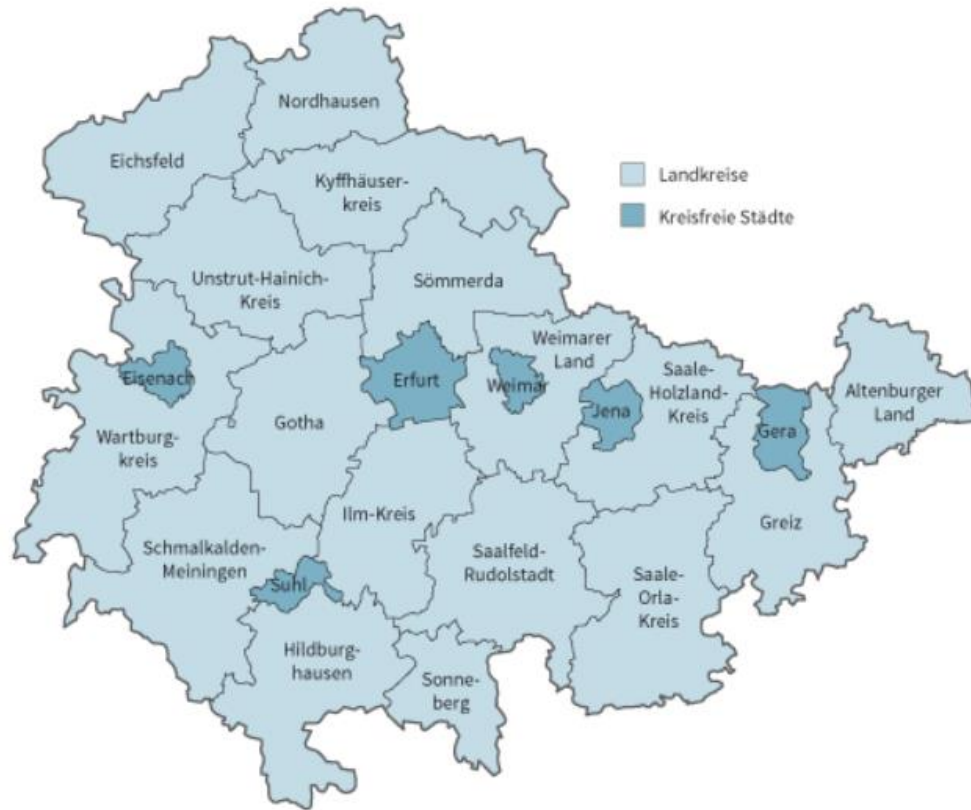 Nordhausen
Eichsfeld
Kyffhäuser-
kreis
Landkreise
Kreisfreie Städte
Unstrut-Hainich-
Kreis
Sömmerda
Weimarer
Land
Eisenach
Erfurt
Weimar
Saale-
Holzland-
Kreis
Jena
Altenburger
Land
Gotha
Gera
Wartburg-
kreis
Ilm-Kreis
Greiz
Schmalkalden-
Meiningen
Saalfeld-
Rudolstadt
Suhl
Saale-
Orla-
Kreis
Hildburg-
hausen
Sonne-
berg